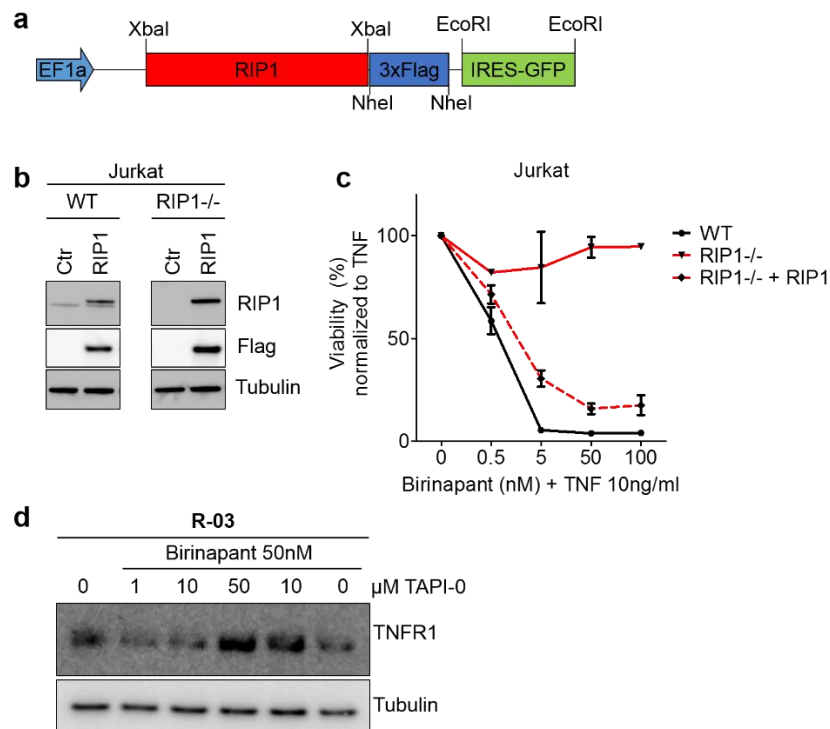 a
XbaI XbaI EcoRI EcoRI
EF1a RIP1 3xFlag IRES-GFP
NheI NheI
b
Jurkat
WT RIP1-/-
Ctr RIP1 Ctr RIP1
RIP1
Flag
Tubulin
c
Jurkat
Viability (%)
normalized to TNF
100
50
0
0 0.5 5 50 100
Birinapant (nM) + TNF 10ng/ml
WT
RIP1-/-
RIP1-/- + RIP1
d
R-03
Birinapant 50nM
0 1 10 50 10 0 µM TAPI-0
TNFR1
Tubulin